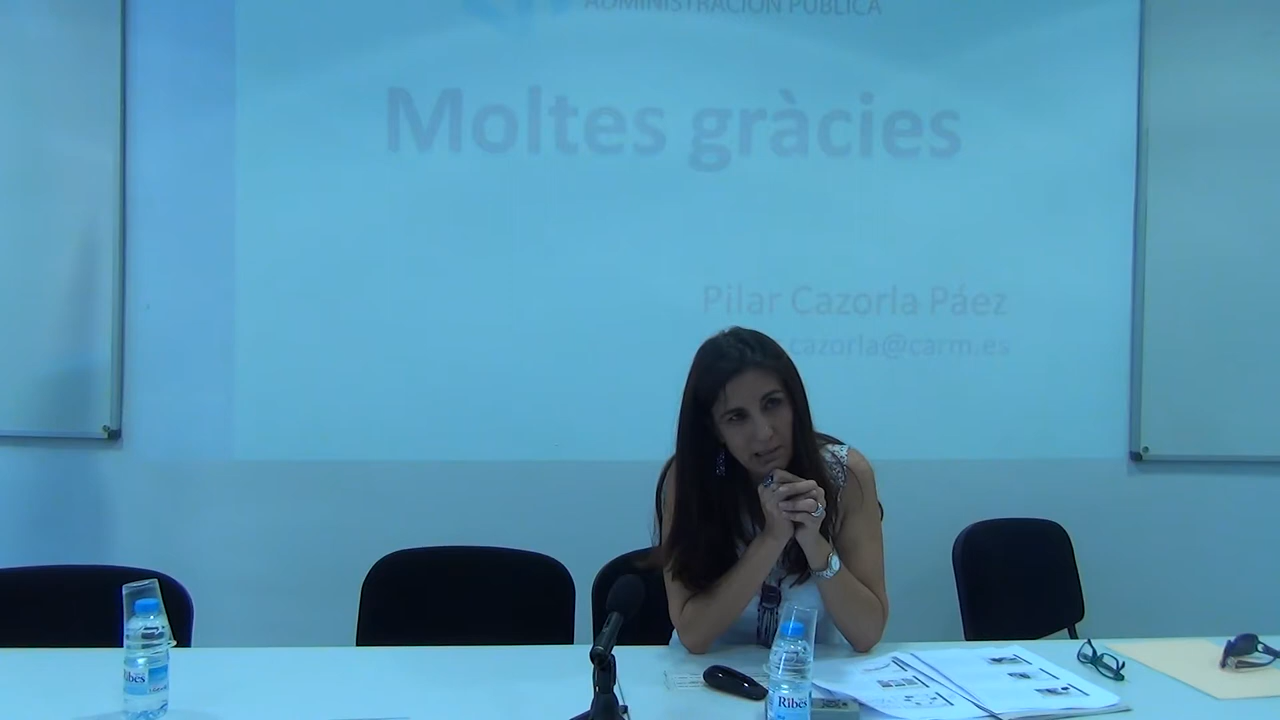 ADMINISTRACIÓN PÚBLICA
Moltes gràcies
Pilar Cazorla Páez
cazorla@carm.es
Ribes
Ribes